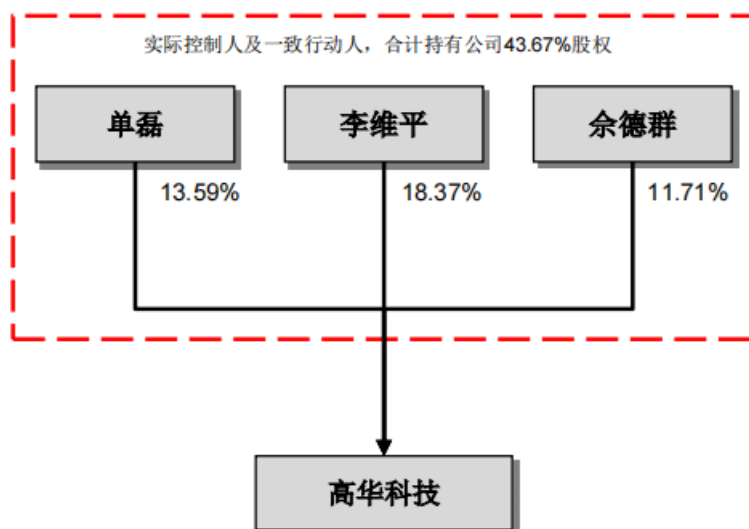 实际控制人及一致行动人，合计持有公司43.67%股权
单磊
李维平
佘德群
13.59%
18.37%
11.71%
高华科技